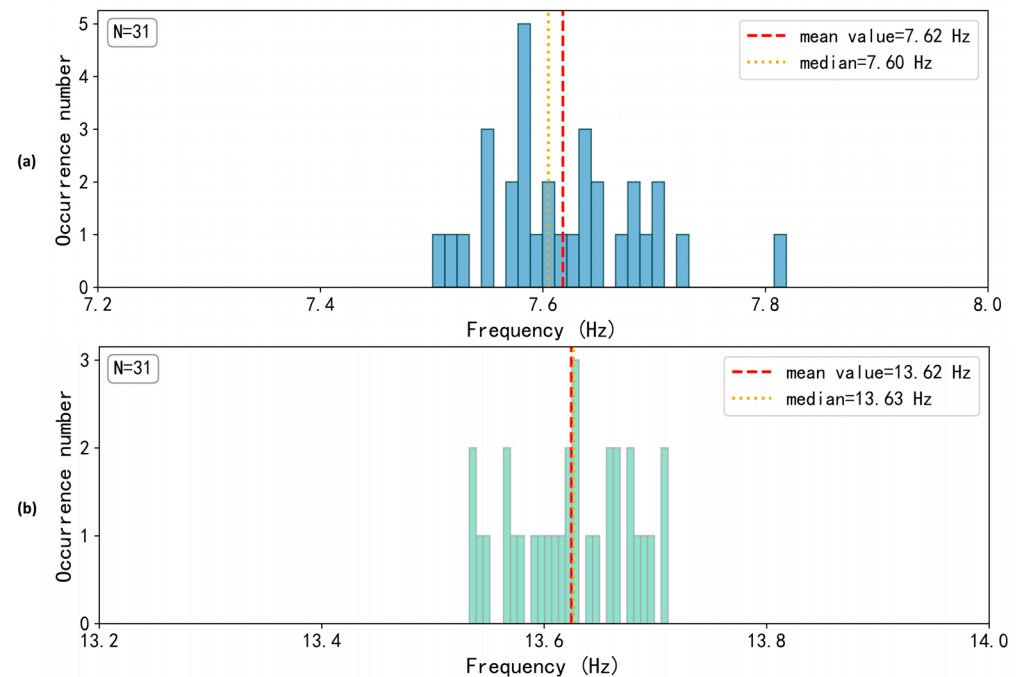 N=31
mean value=7.62 Hz
median=7.60 Hz
5
4
3
2
1
0
Occurrence number
(a)
7.2 7.4 7.6 7.8 8.0
Frequency (Hz)
N=31
mean value=13.62 Hz
median=13.63 Hz
3
2
1
0
Occurrence number
(b)
13.2 13.4 13.6 13.8 14.0
Frequency (Hz)